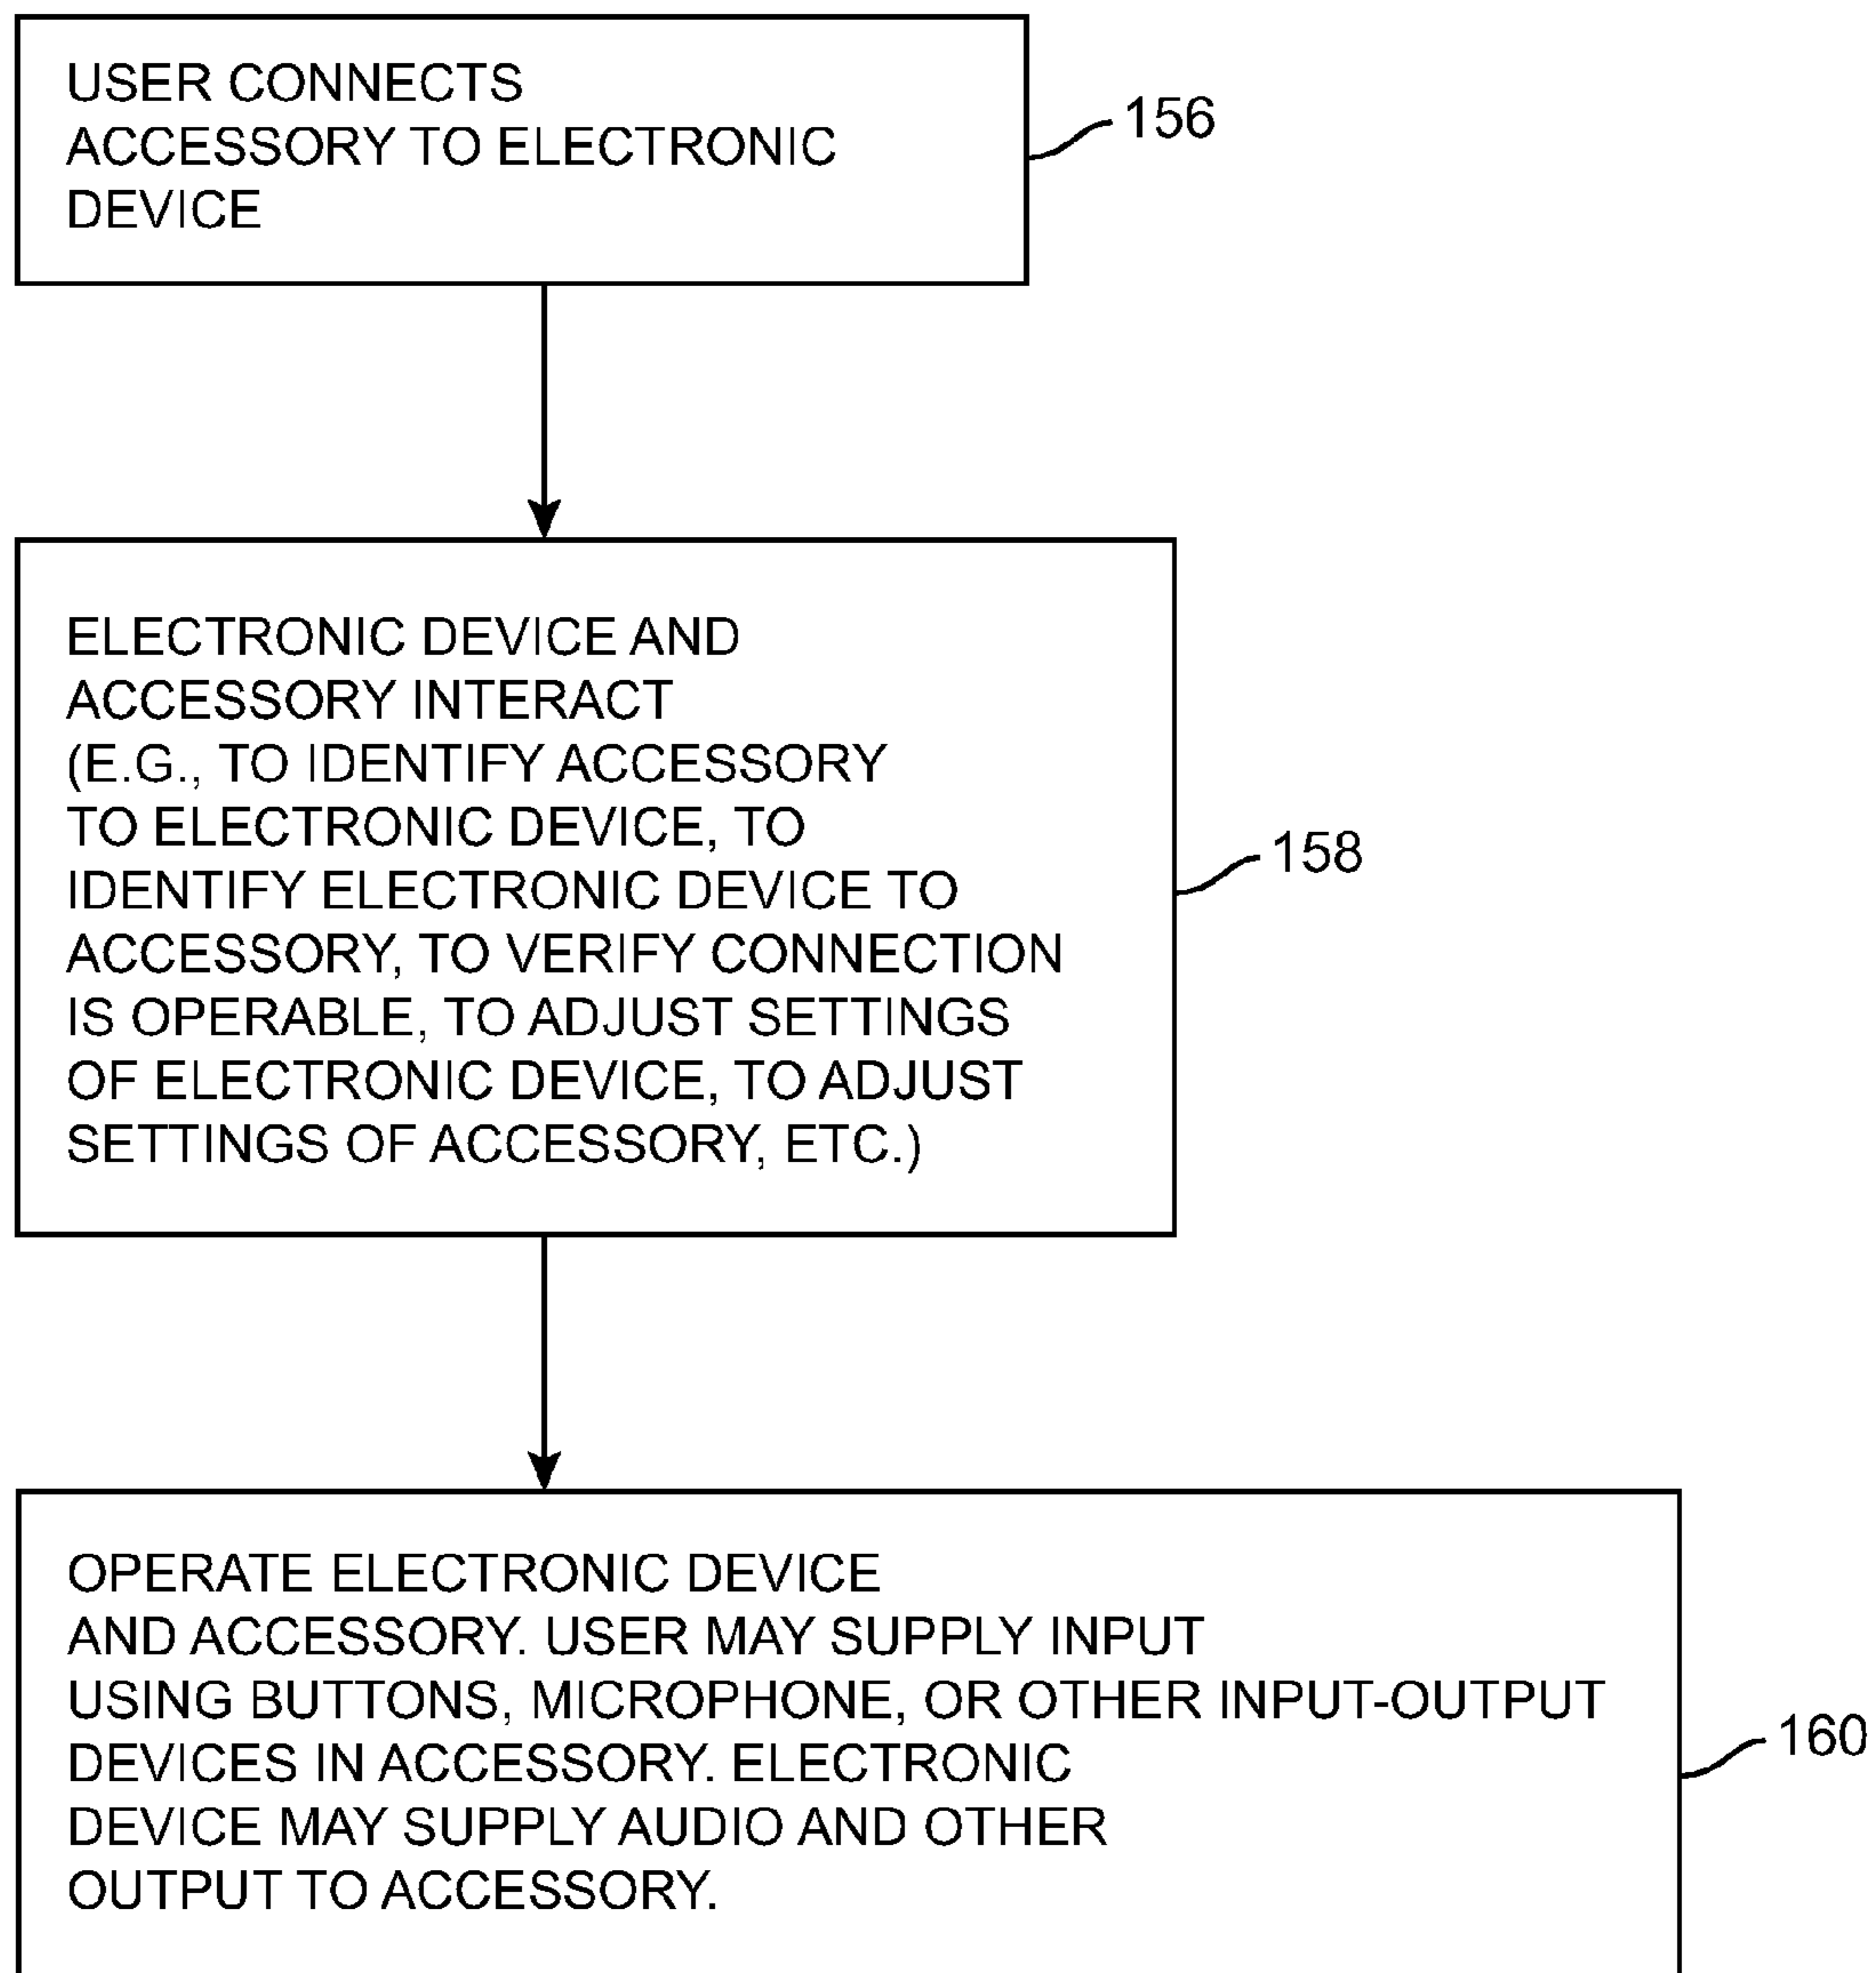 USER CONNECTS
ACCESSORY TO ELECTRONIC
DEVICE
156
ELECTRONIC DEVICE AND
ACCESSORY INTERACT
(E.G., TO IDENTIFY ACCESSORY
TO ELECTRONIC DEVICE, TO
IDENTIFY ELECTRONIC DEVICE TO
ACCESSORY, TO VERIFY CONNECTION
IS OPERABLE, TO ADJUST SETTINGS
OF ELECTRONIC DEVICE, TO ADJUST
SETTINGS OF ACCESSORY, ETC.)
158
OPERATE ELECTRONIC DEVICE
AND ACCESSORY. USER MAY SUPPLY INPUT
USING BUTTONS, MICROPHONE, OR OTHER INPUT-OUTPUT
DEVICES IN ACCESSORY. ELECTRONIC
DEVICE MAY SUPPLY AUDIO AND OTHER
OUTPUT TO ACCESSORY.
160